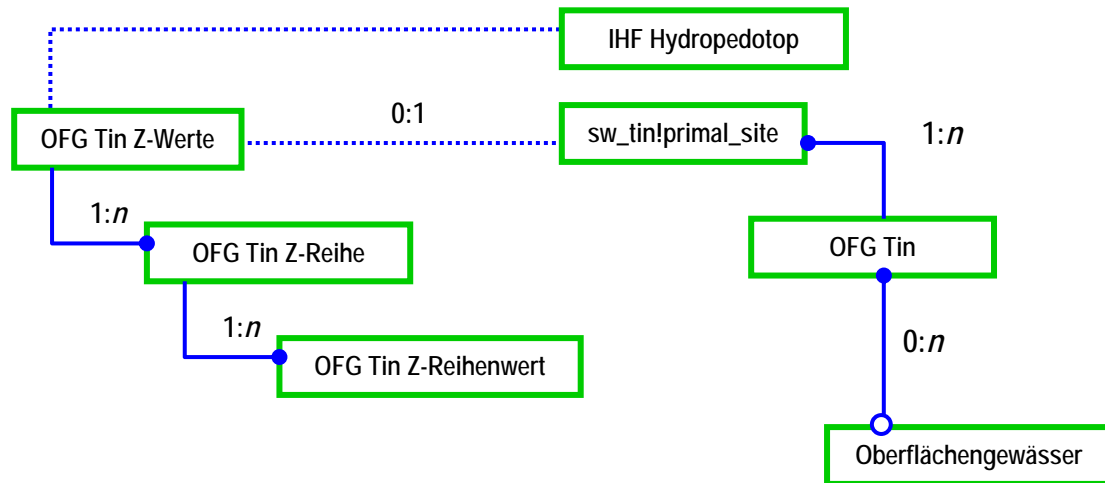 IHF Hydropedotop
OFG Tin Z-Werte
0:1
sw_tin!primal_site
1:n
1:n
OFG Tin Z-Reihe
OFG Tin
1:n
OFG Tin Z-Reihenwert
0:n
Oberflächengewässer